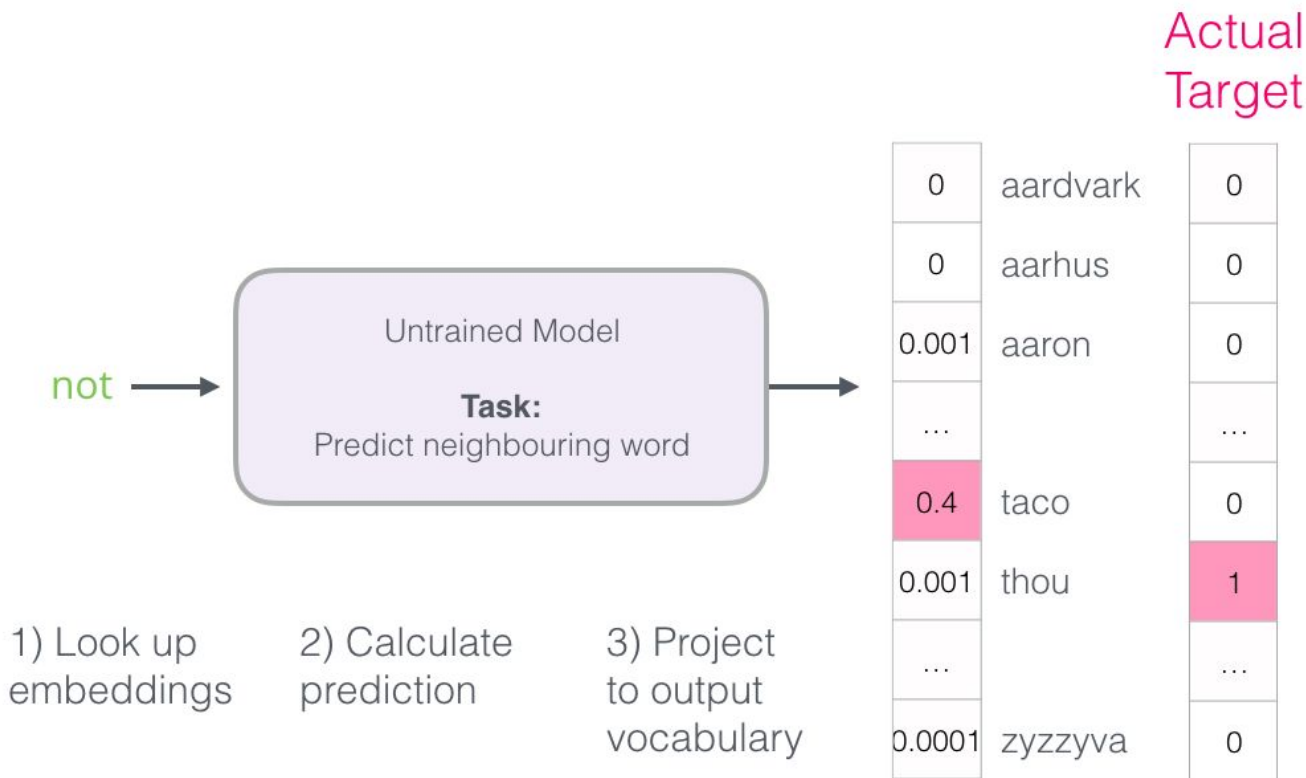 Actual
Target
0 aardvark 0
0 aarhus 0
Untrained Model
0.001 aaron 0
not
Task:
Predict neighbouring word
... ...
0.4 taco 0
0.001 thou 1
1) Look up
embeddings
2) Calculate
prediction
3) Project
to output
vocabulary
... ...
0.0001 zyzzyva 0